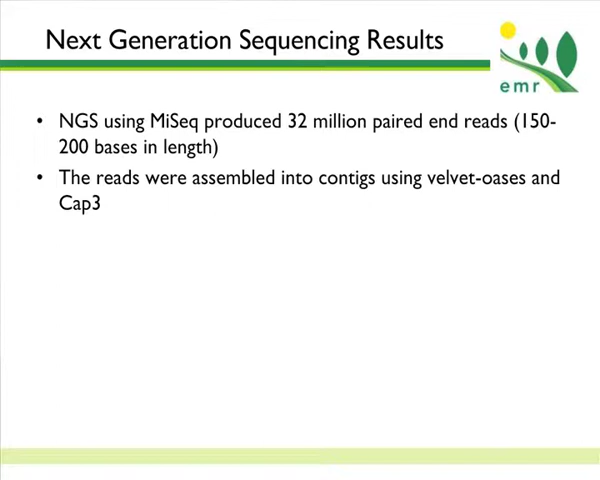 Next Generation Sequencing Results
emr
• NGS using MiSeq produced 32 million paired end reads (150-
200 bases in length)
• The reads were assembled into contigs using velvet-oases and
Cap3